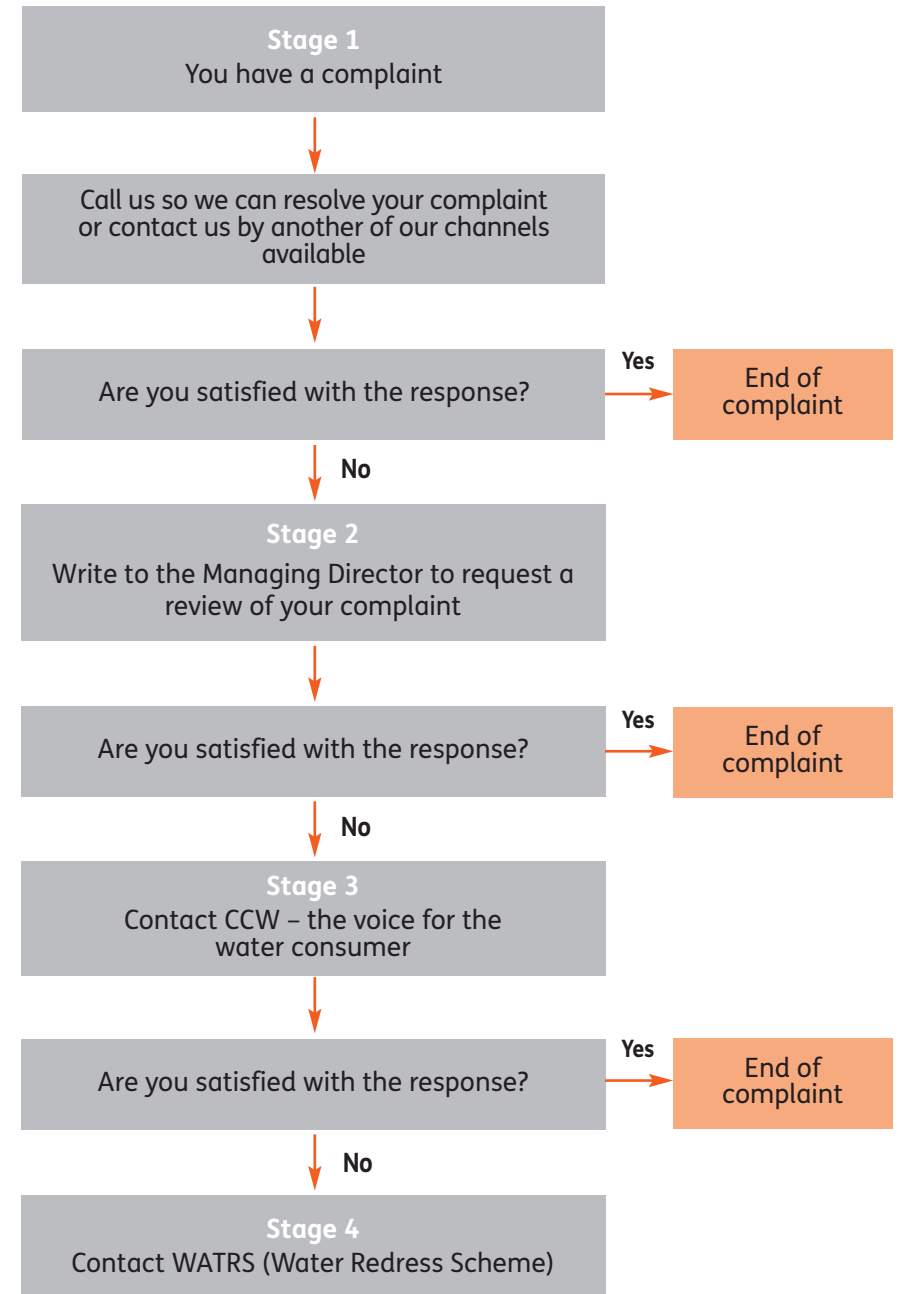 Stage 1
You have a complaint
Call us so we can resolve your complaint
or contact us by another of our channels
available
Are you satisfied with the response?
Yes
End of
complaint
No
Stage 2
Write to the Managing Director to request a
review of your complaint
Are you satisfied with the response?
Yes
End of
complaint
No
Stage 3
Contact CCW – the voice for the
water consumer
Are you satisfied with the response?
Yes
End of
complaint
No
Stage 4
Contact WATRS (Water Redress Scheme)